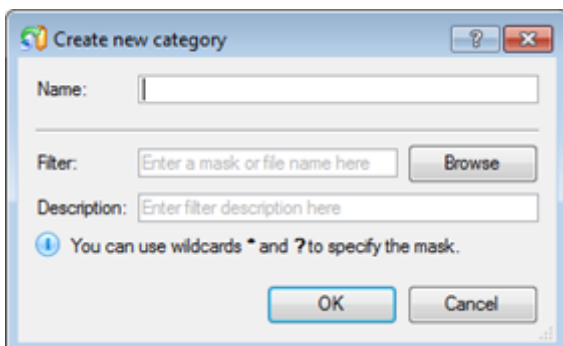 Create new category
Name:
Filter: Enter a mask or file name here Browse
Description: Enter filter description here
You can use wildcards * and ? to specify the mask.
OK Cancel